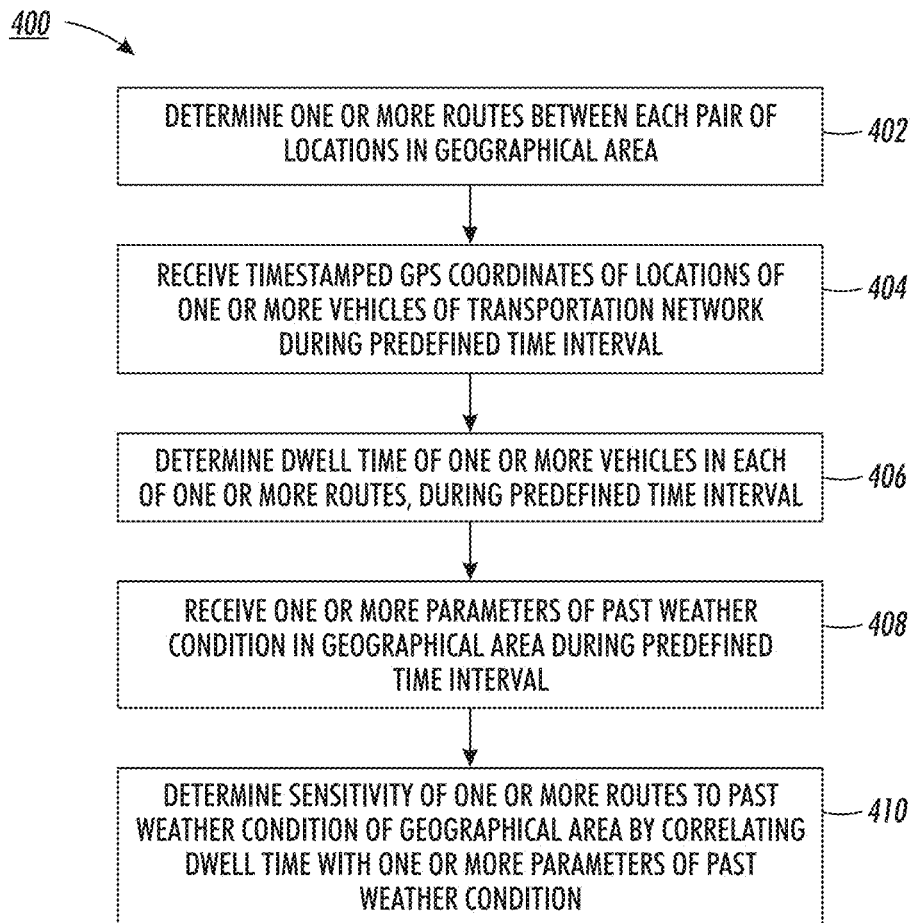 400
DETERMINE ONE OR MORE ROUTES BETWEEN EACH PAIR OF
LOCATIONS IN GEOGRAPHICAL AREA
402
RECEIVE TIMESTAMPED GPS COORDINATES OF LOCATIONS OF
ONE OR MORE VEHICLES OF TRANSPORTATION NETWORK
DURING PREDEFINED TIME INTERVAL
404
DETERMINE DWELL TIME OF ONE OR MORE VEHICLES IN EACH
OF ONE OR MORE ROUTES, DURING PREDEFINED TIME INTERVAL
406
RECEIVE ONE OR MORE PARAMETERS OF PAST WEATHER
CONDITION IN GEOGRAPHICAL AREA DURING PREDEFINED
TIME INTERVAL
408
DETERMINE SENSITIVITY OF ONE OR MORE ROUTES TO PAST
WEATHER CONDITION OF GEOGRAPHICAL AREA BY CORRELATING
DWELL TIME WITH ONE OR MORE PARAMETERS OF PAST
WEATHER CONDITION
410